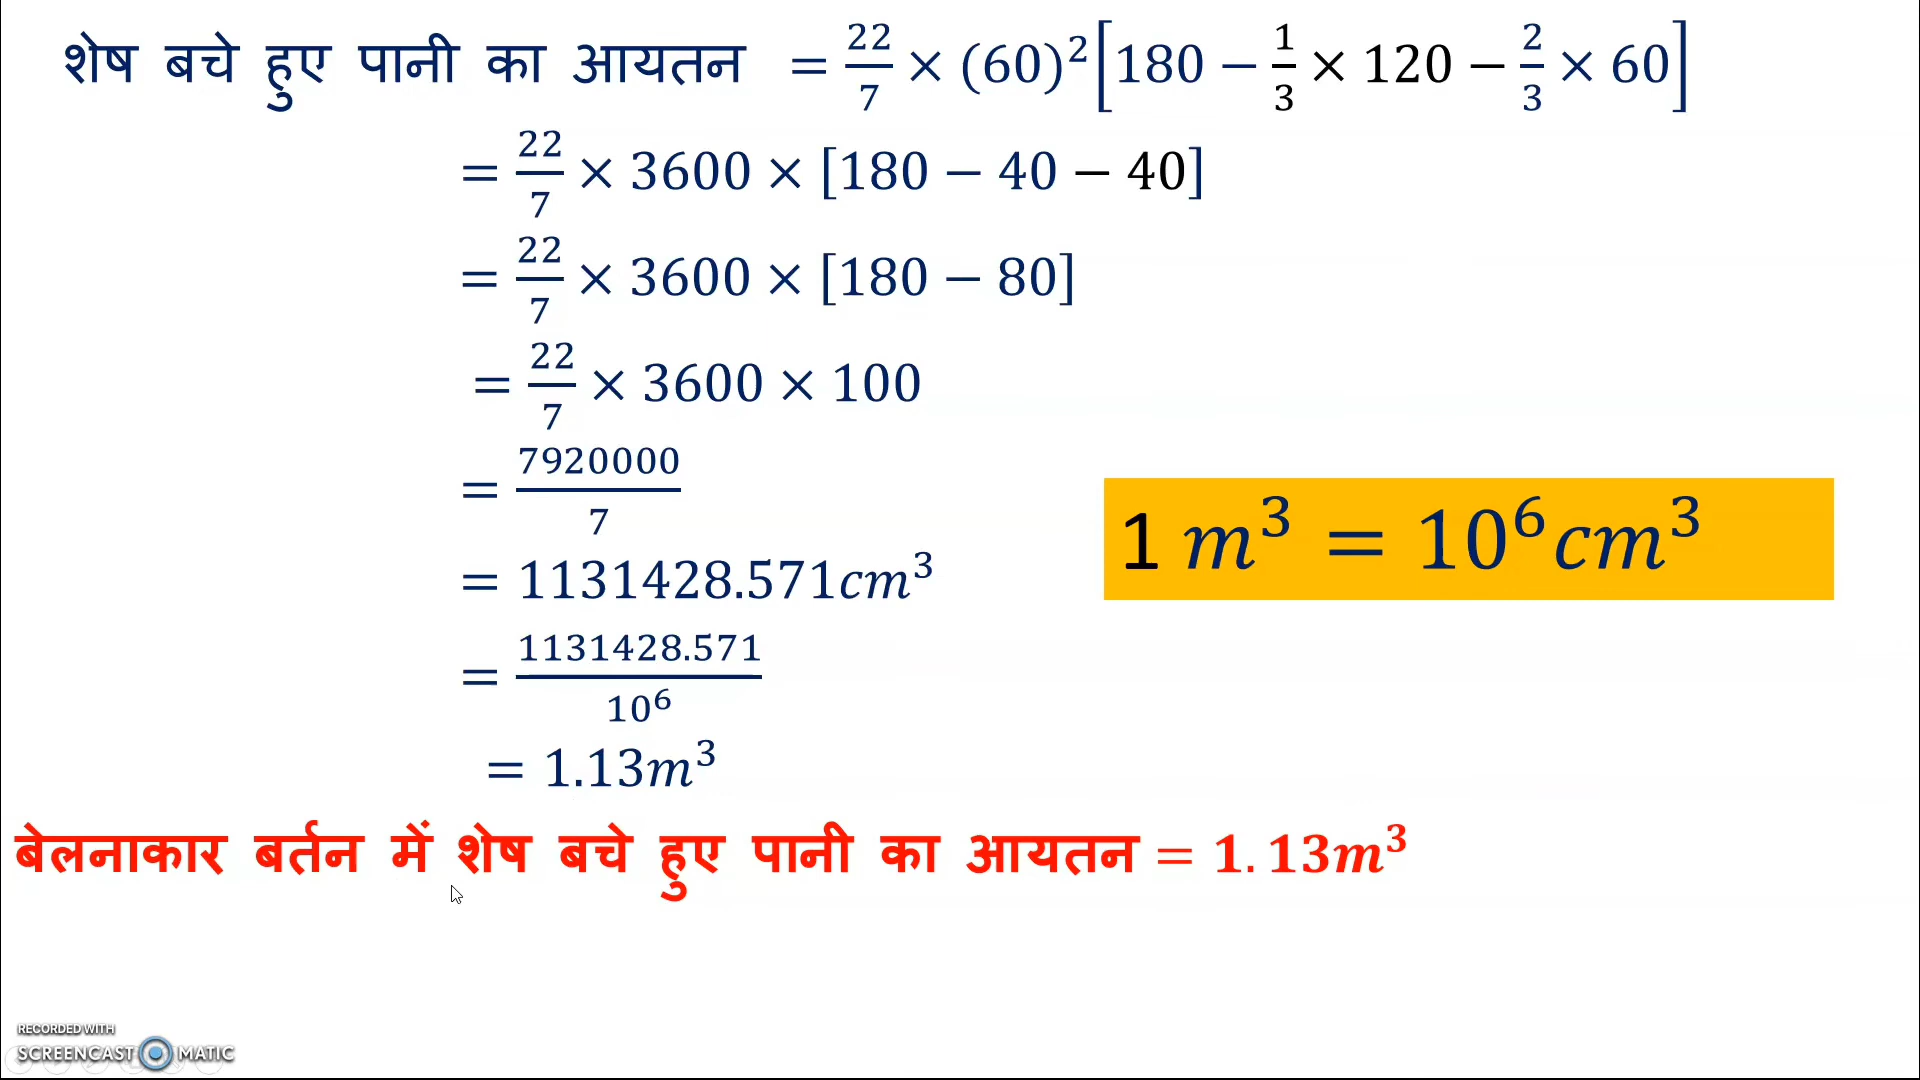 शेष बचे हुए पानी का आयतन = 22/7 × (60)² [180 − 1/3 × 120 − 2/3 × 60]
= 22/7 × 3600 × [180 − 40 − 40]
= 22/7 × 3600 × [180 − 80]
= 22/7 × 3600 × 100
= 7920000/7
= 1131428.571cm³
1 m³ = 10⁶cm³
= 1131428.571/10⁶
= 1.13m³
बेलनाकार बर्तन में शेष बचे हुए पानी का आयतन = 1.13m³
RECORDED WITH
SCREENCAST MATIC